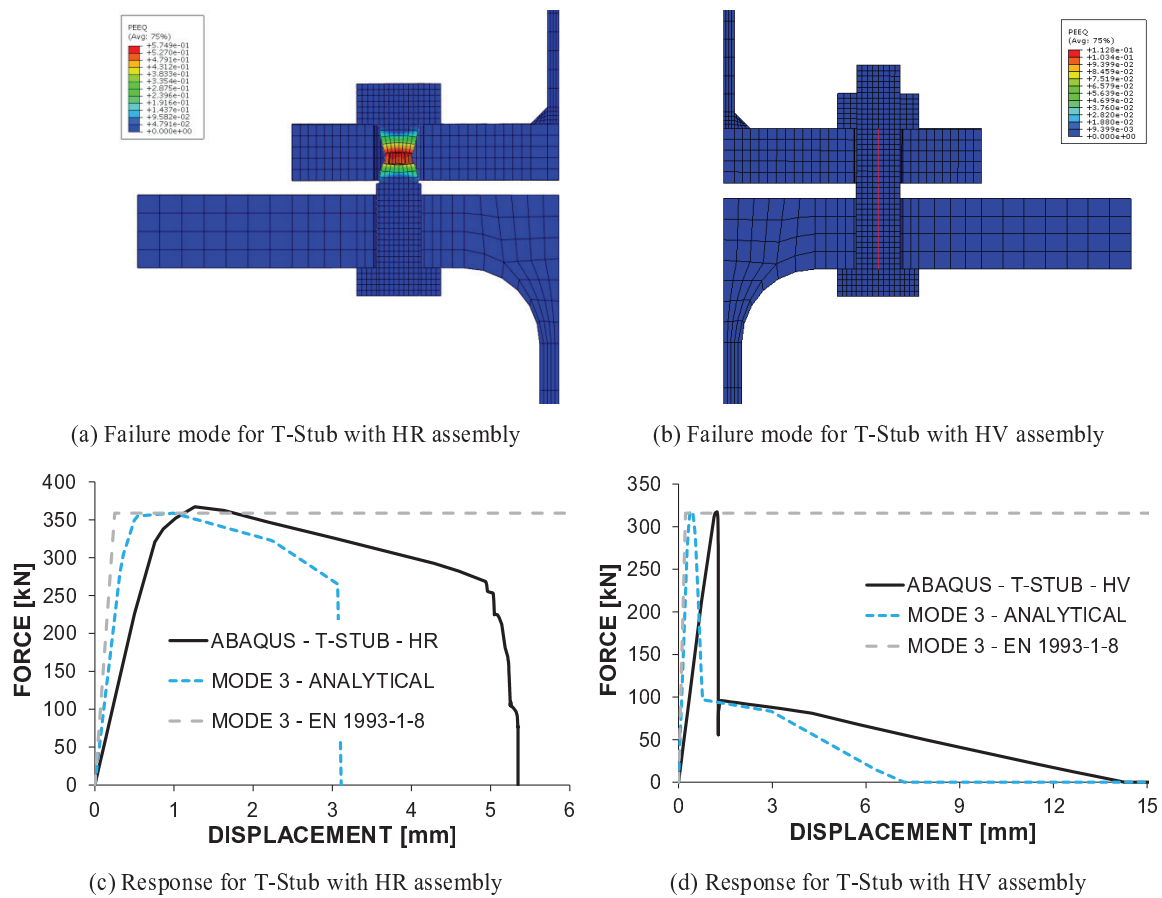 PEEQ
(Avg: 75%)
+5.749e-01
+5.270e-01
+4.791e-01
+4.312e-01
+3.833e-01
+3.354e-01
+2.875e-01
+2.396e-01
+1.916e-01
+1.437e-01
+9.582e-02
+4.791e-02
+0.000e+00
PEEQ
(Avg: 75%)
+1.128e-01
+1.034e-01
+9.399e-02
+8.459e-02
+7.519e-02
+6.579e-02
+5.639e-02
+4.699e-02
+3.760e-02
+2.820e-02
+1.880e-02
+9.399e-03
+0.000e+00
(a) Failure mode for T-Stub with HR assembly
(b) Failure mode for T-Stub with HV assembly
FORCE [kN]
400
350
300
250
200
150
100
50
0
ABAQUS - T-STUB - HR
MODE 3 - ANALYTICAL
MODE 3 - EN 1993-1-8
0 1 2 3 4 5 6
DISPLACEMENT [mm]
(c) Response for T-Stub with HR assembly
FORCE [kN]
350
300
250
200
150
100
50
0
ABAQUS - T-STUB - HV
MODE 3 - ANALYTICAL
MODE 3 - EN 1993-1-8
0 3 6 9 12 15
DISPLACEMENT [mm]
(d) Response for T-Stub with HV assembly